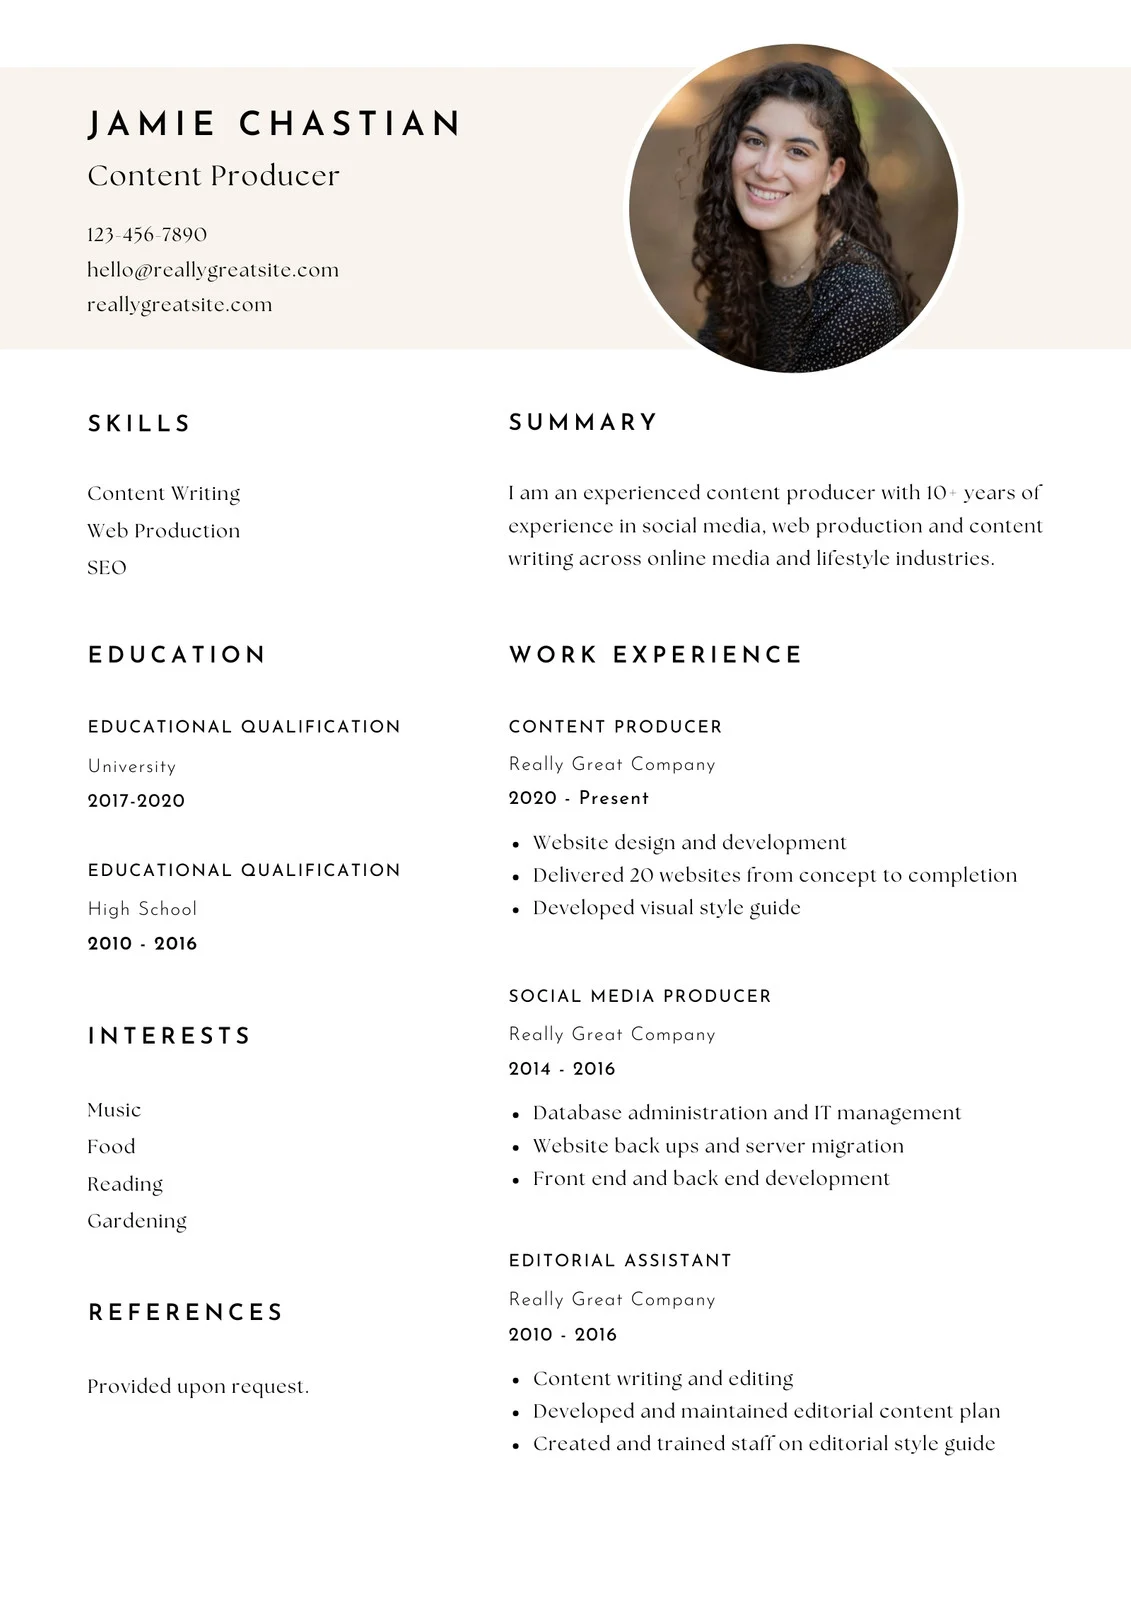 JAMIE CHASTIAN
Content Producer
123-456-7890
hello@reallygreatsite.com
reallygreatsite.com
SKILLS
Content Writing
Web Production
SEO
EDUCATION
EDUCATIONAL QUALIFICATION
University
2017-2020
EDUCATIONAL QUALIFICATION
High School
2010 - 2016
INTERESTS
Music
Food
Reading
Gardening
REFERENCES
Provided upon request.
SUMMARY
I am an experienced content producer with 10+ years of
experience in social media, web production and content
writing across online media and lifestyle industries.
WORK EXPERIENCE
CONTENT PRODUCER
Really Great Company
2020 - Present
• Website design and development
• Delivered 20 websites from concept to completion
• Developed visual style guide
SOCIAL MEDIA PRODUCER
Really Great Company
2014 - 2016
• Database administration and IT management
• Website back ups and server migration
• Front end and back end development
EDITORIAL ASSISTANT
Really Great Company
2010 - 2016
• Content writing and editing
• Developed and maintained editorial content plan
• Created and trained staff on editorial style guide